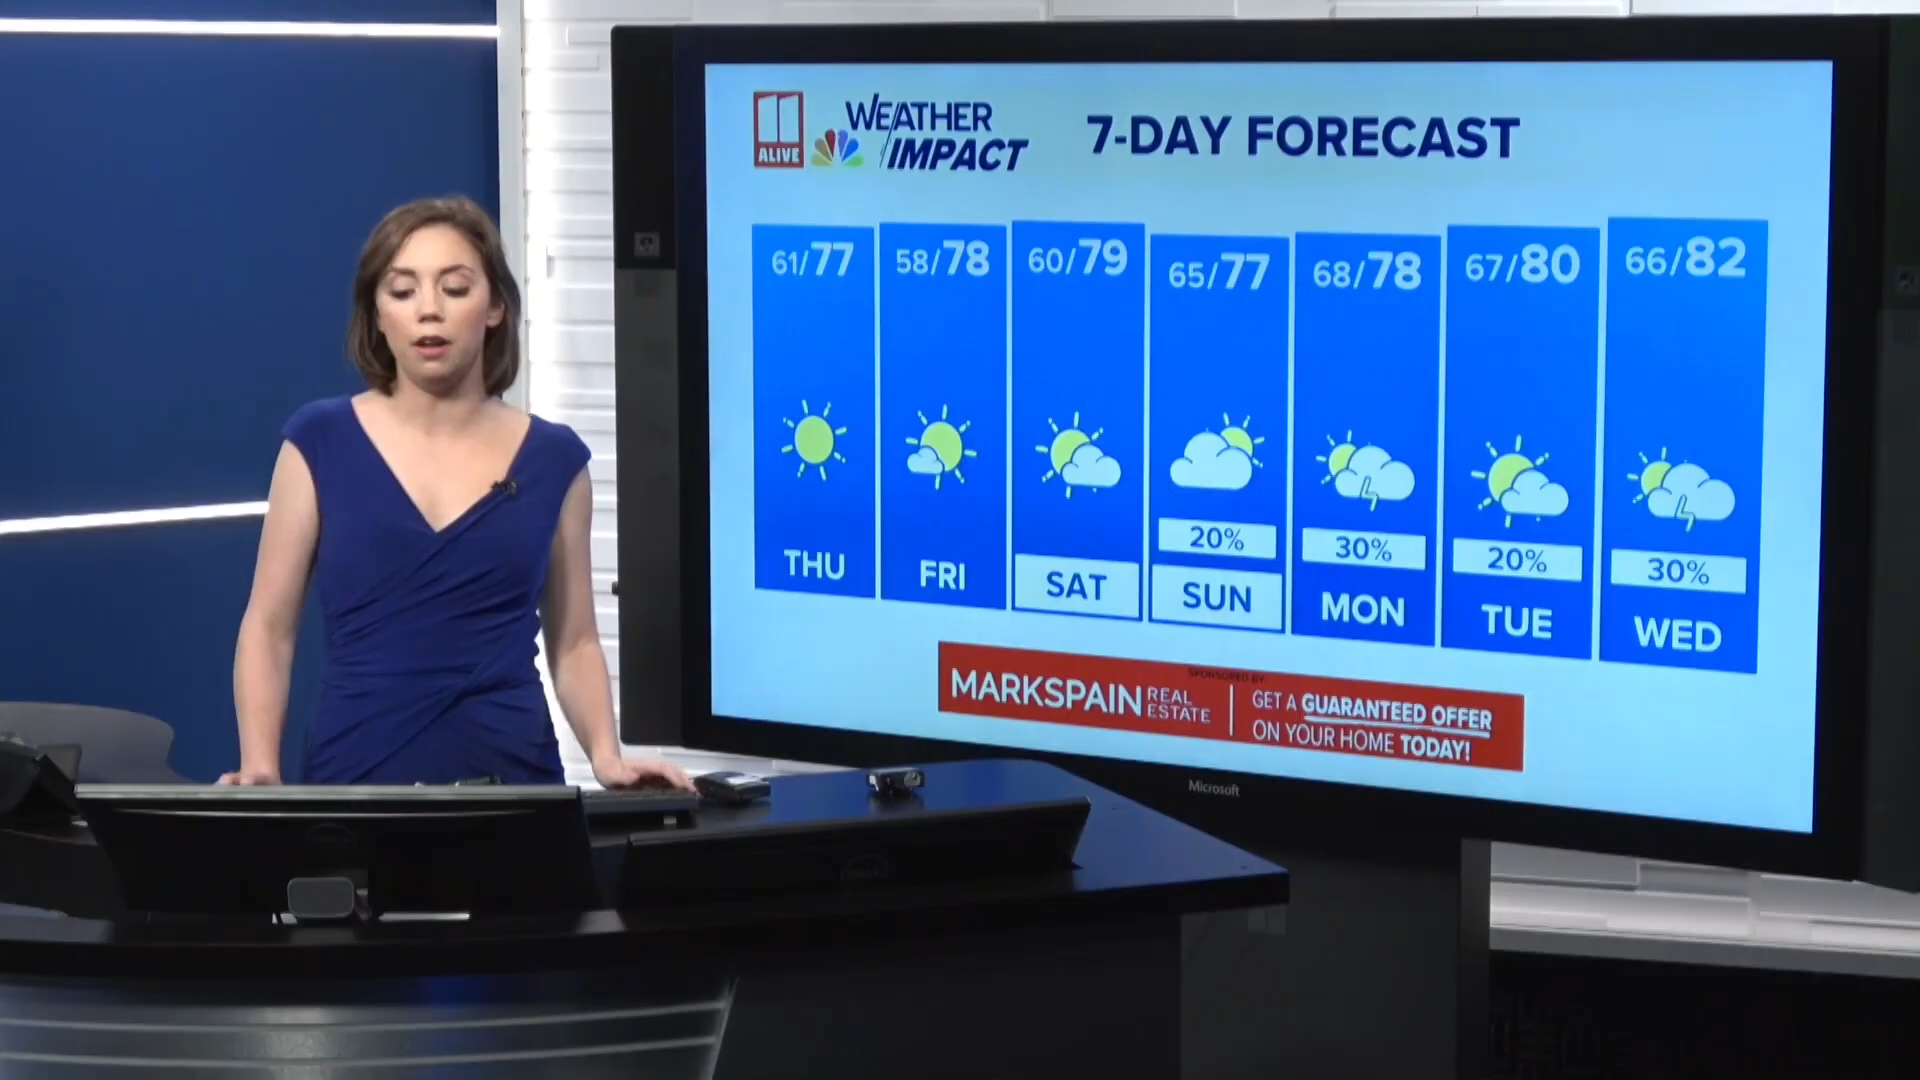 11
ALIVE
WEATHER
IMPACT
7-DAY FORECAST
61/77
58/78
60/79
65/77
68/78
67/80
66/82
20%
30%
20%
30%
THU
FRI
SAT
SUN
MON
TUE
WED
SPONSORED BY
MARKSPAIN REAL
ESTATE
GET A GUARANTEED OFFER
ON YOUR HOME TODAY!
Microsoft